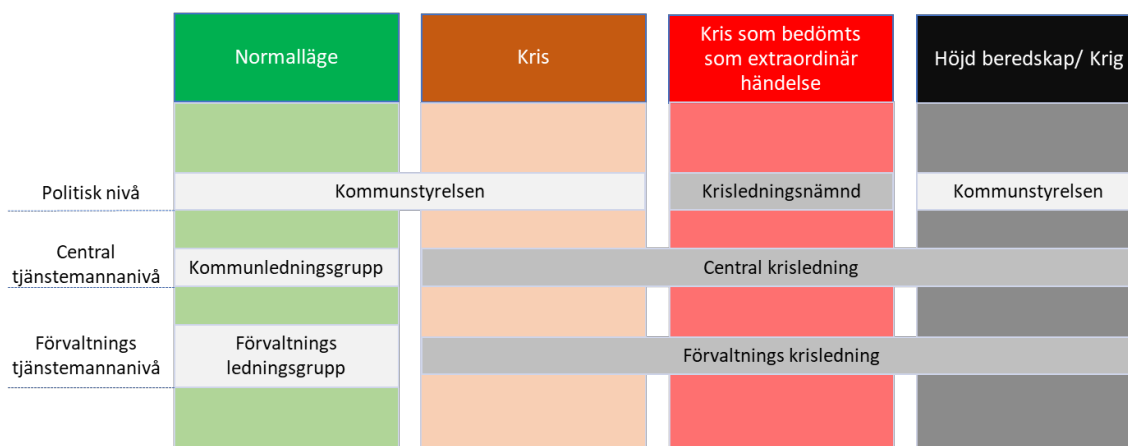 Normalläge
Kris
Kris som bedömts
som extraordinär
händelse
Höjd beredskap/ Krig
Politisk nivå
Kommunstyrelsen
Krisledningsnämnd
Kommunstyrelsen
Central
tjänstemannanivå
Kommunledningsgrupp
Central krisledning
Förvaltnings
tjänstemannanivå
Förvaltnings
ledningsgrupp
Förvaltnings krisledning